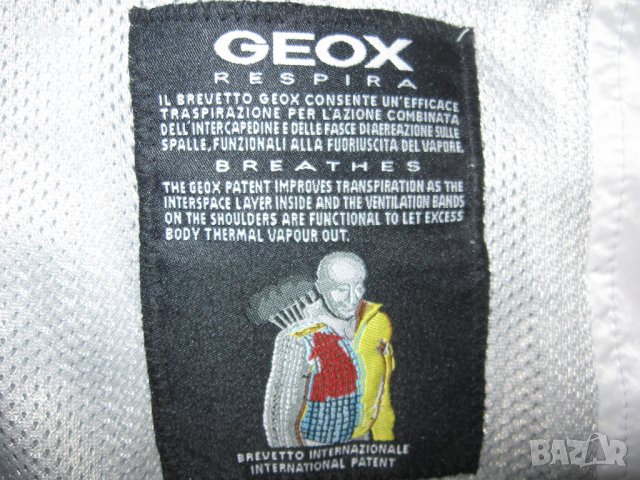 GEOX
RESPIRA
IL BREVETTO GEOX CONSENTE UN'EFFICACE
TRASPIRAZIONE PER L'AZIONE COMBINATA
DELL'INTERCAPEDINE E DELLE FASCE DI AEREAZIONE SULLE
SPALLE, FUNZIONALI ALLA FUORIUSCITA DEL VAPORE.
BREATHES
THE GEOX PATENT IMPROVES TRANSPIRATION AS THE
INTERSPACE LAYER INSIDE AND THE VENTILATION BANDS
ON THE SHOULDERS ARE FUNCTIONAL TO LET EXCESS
BODY THERMAL VAPOUR OUT.
BREVETTO INTERNAZIONALE
INTERNATIONAL PATENT
BAZAR